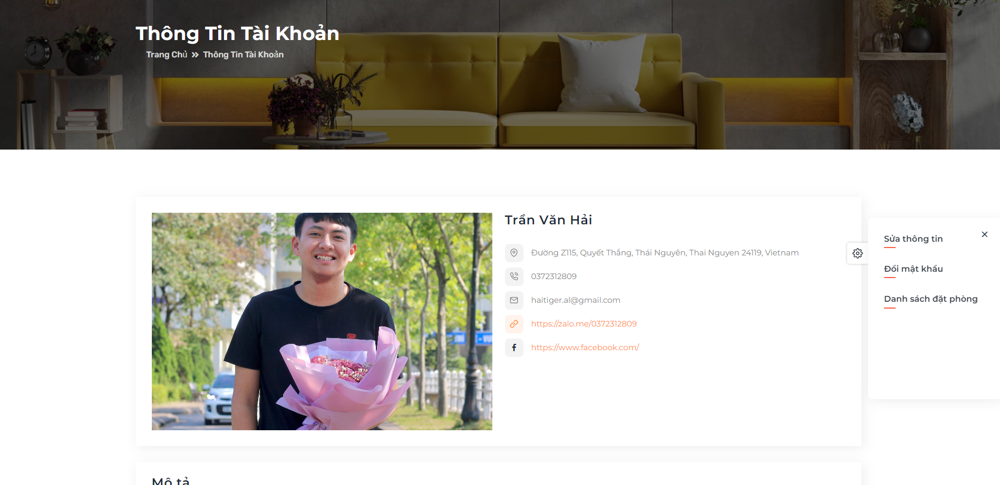 Thông Tin Tài Khoản
Trang Chủ » Thông Tin Tài Khoản
Trần Văn Hải
Đường Z115, Quyết Thắng, Thái Nguyên, Thai Nguyen 24119, Vietnam
0372312809
haitiger.al@gmail.com
https://zalo.me/0372312809
https://www.facebook.com/
Sửa thông tin
Đổi mật khẩu
Danh sách đặt phòng
Mô tả